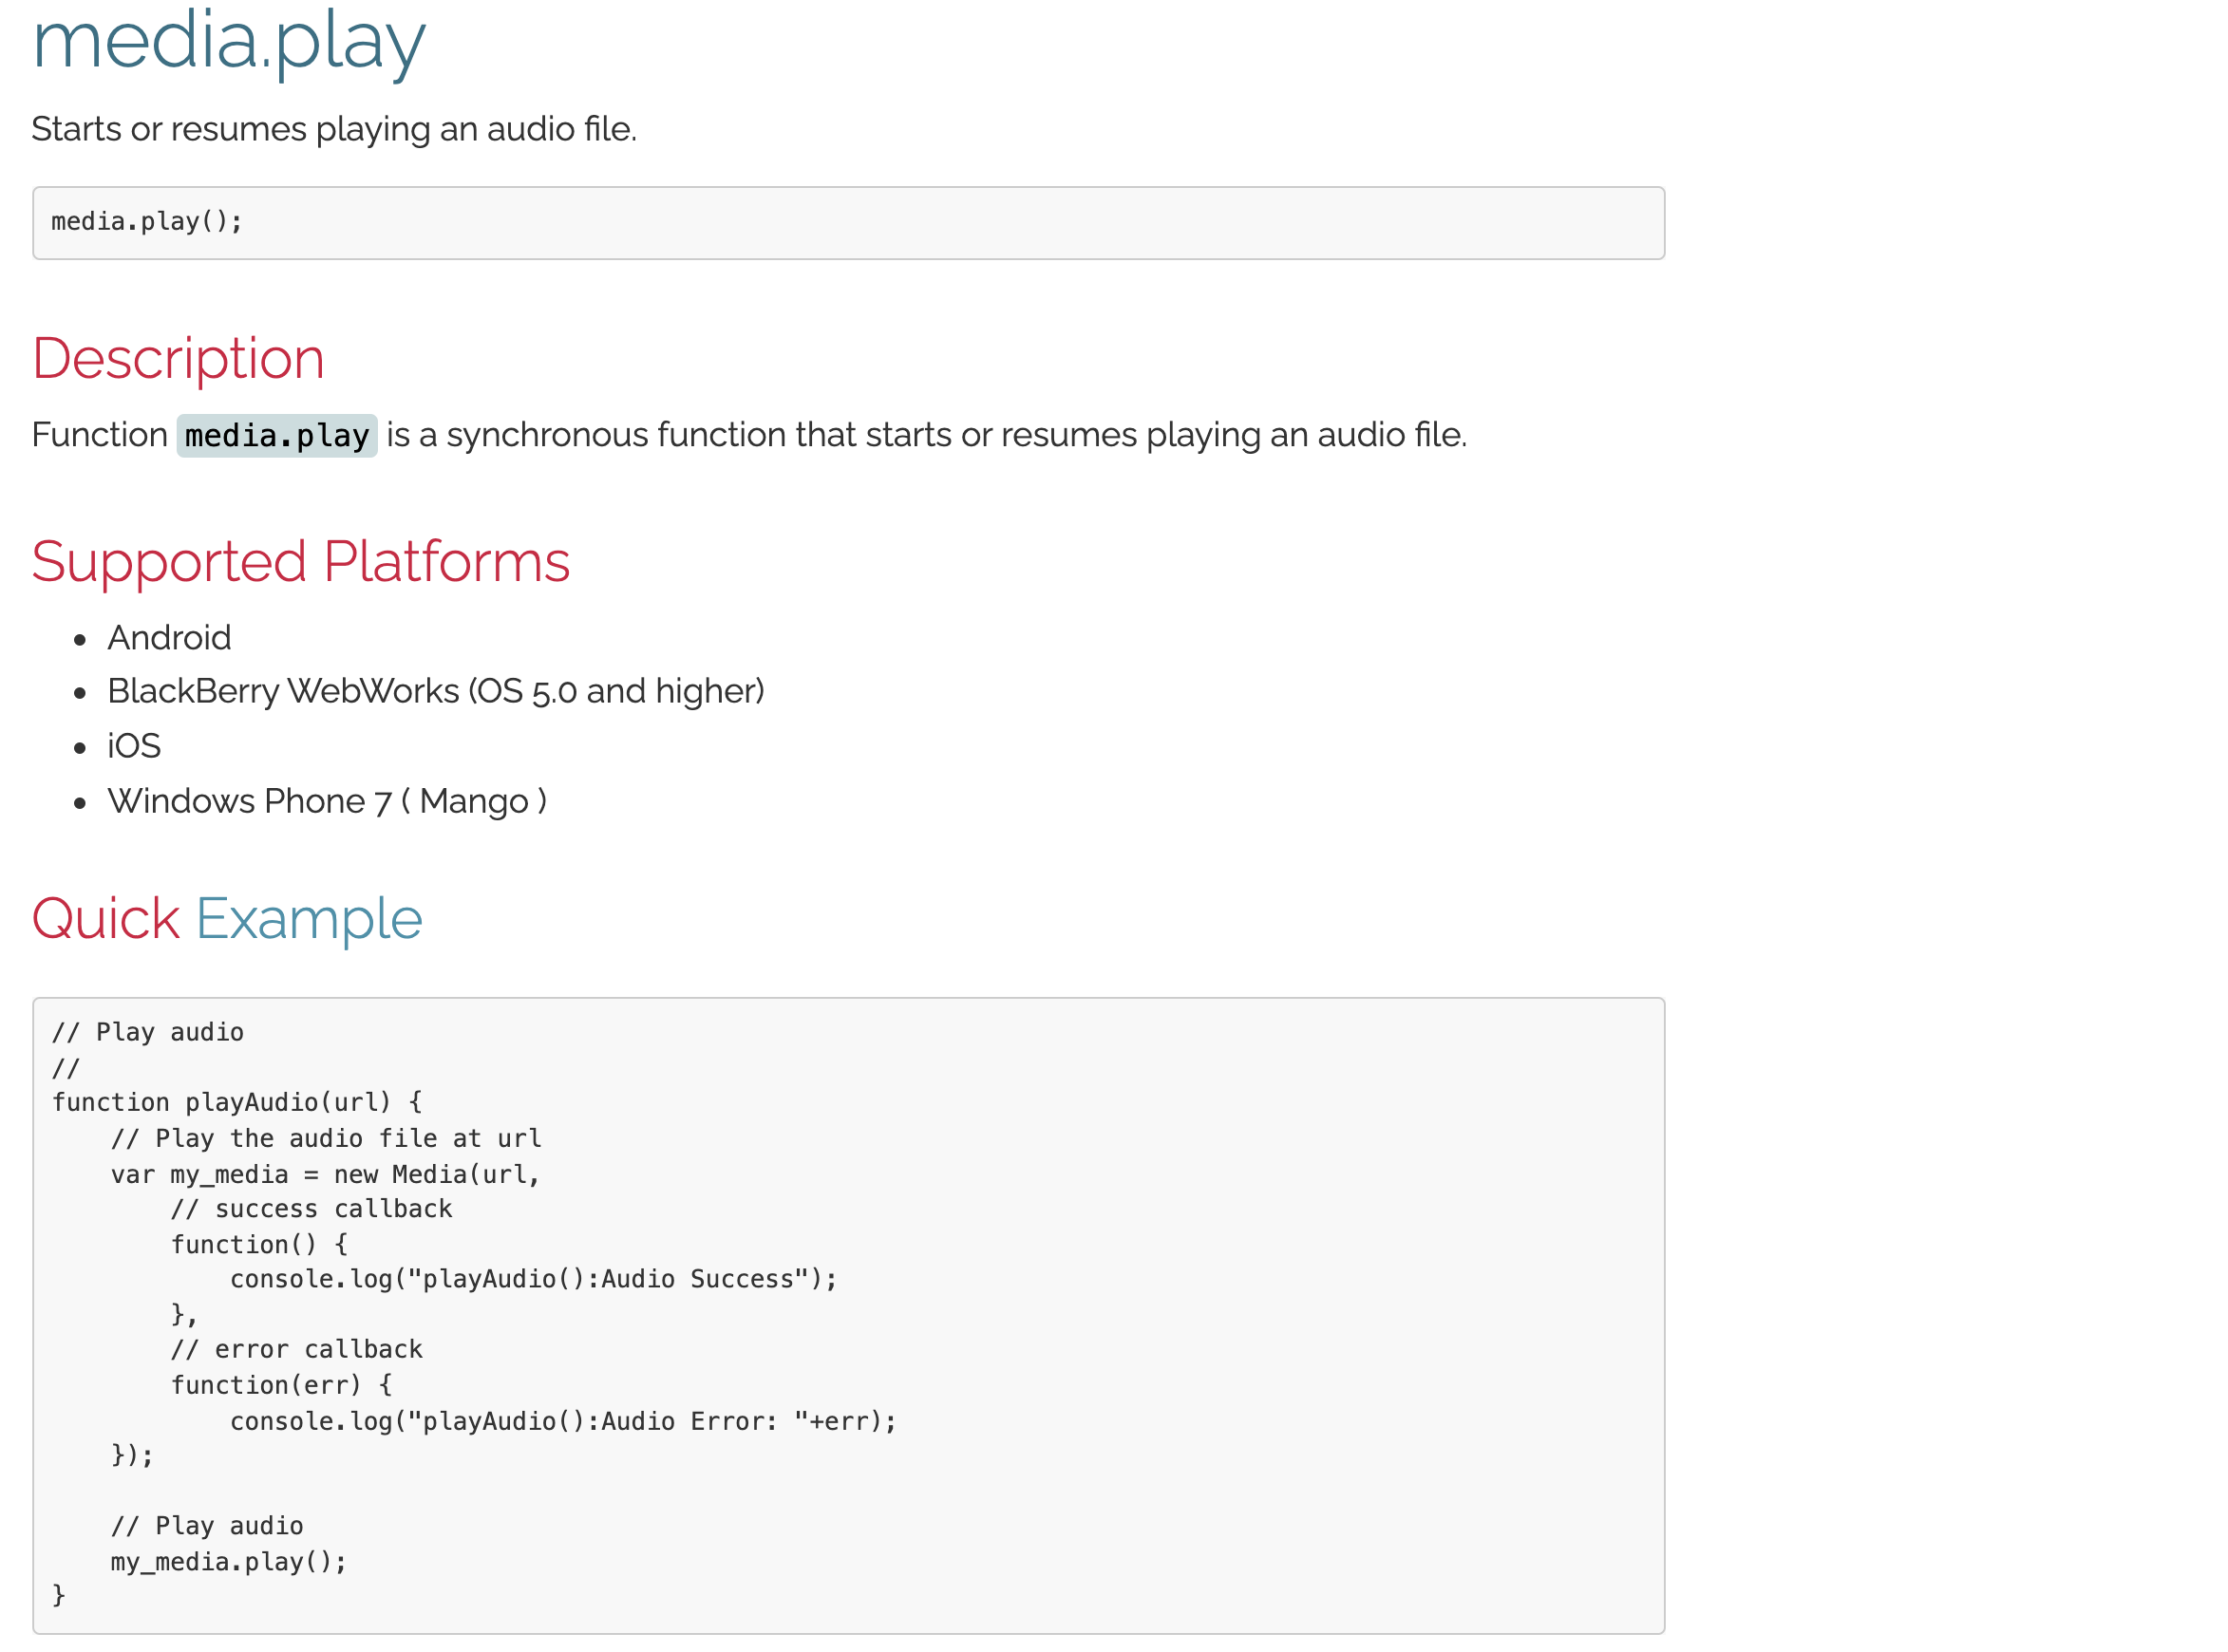 media.play
Starts or resumes playing an audio file.
media.play();
Description
Function media.play is a synchronous function that starts or resumes playing an audio file.
Supported Platforms
• Android
• BlackBerry WebWorks (OS 5.0 and higher)
• iOS
• Windows Phone 7 ( Mango )
Quick Example
// Play audio
//
function playAudio(url) {
    // Play the audio file at url
    var my_media = new Media(url,
        // success callback
        function() {
            console.log("playAudio():Audio Success");
        },
        // error callback
        function(err) {
            console.log("playAudio():Audio Error: "+err);
    });

    // Play audio
    my_media.play();
}